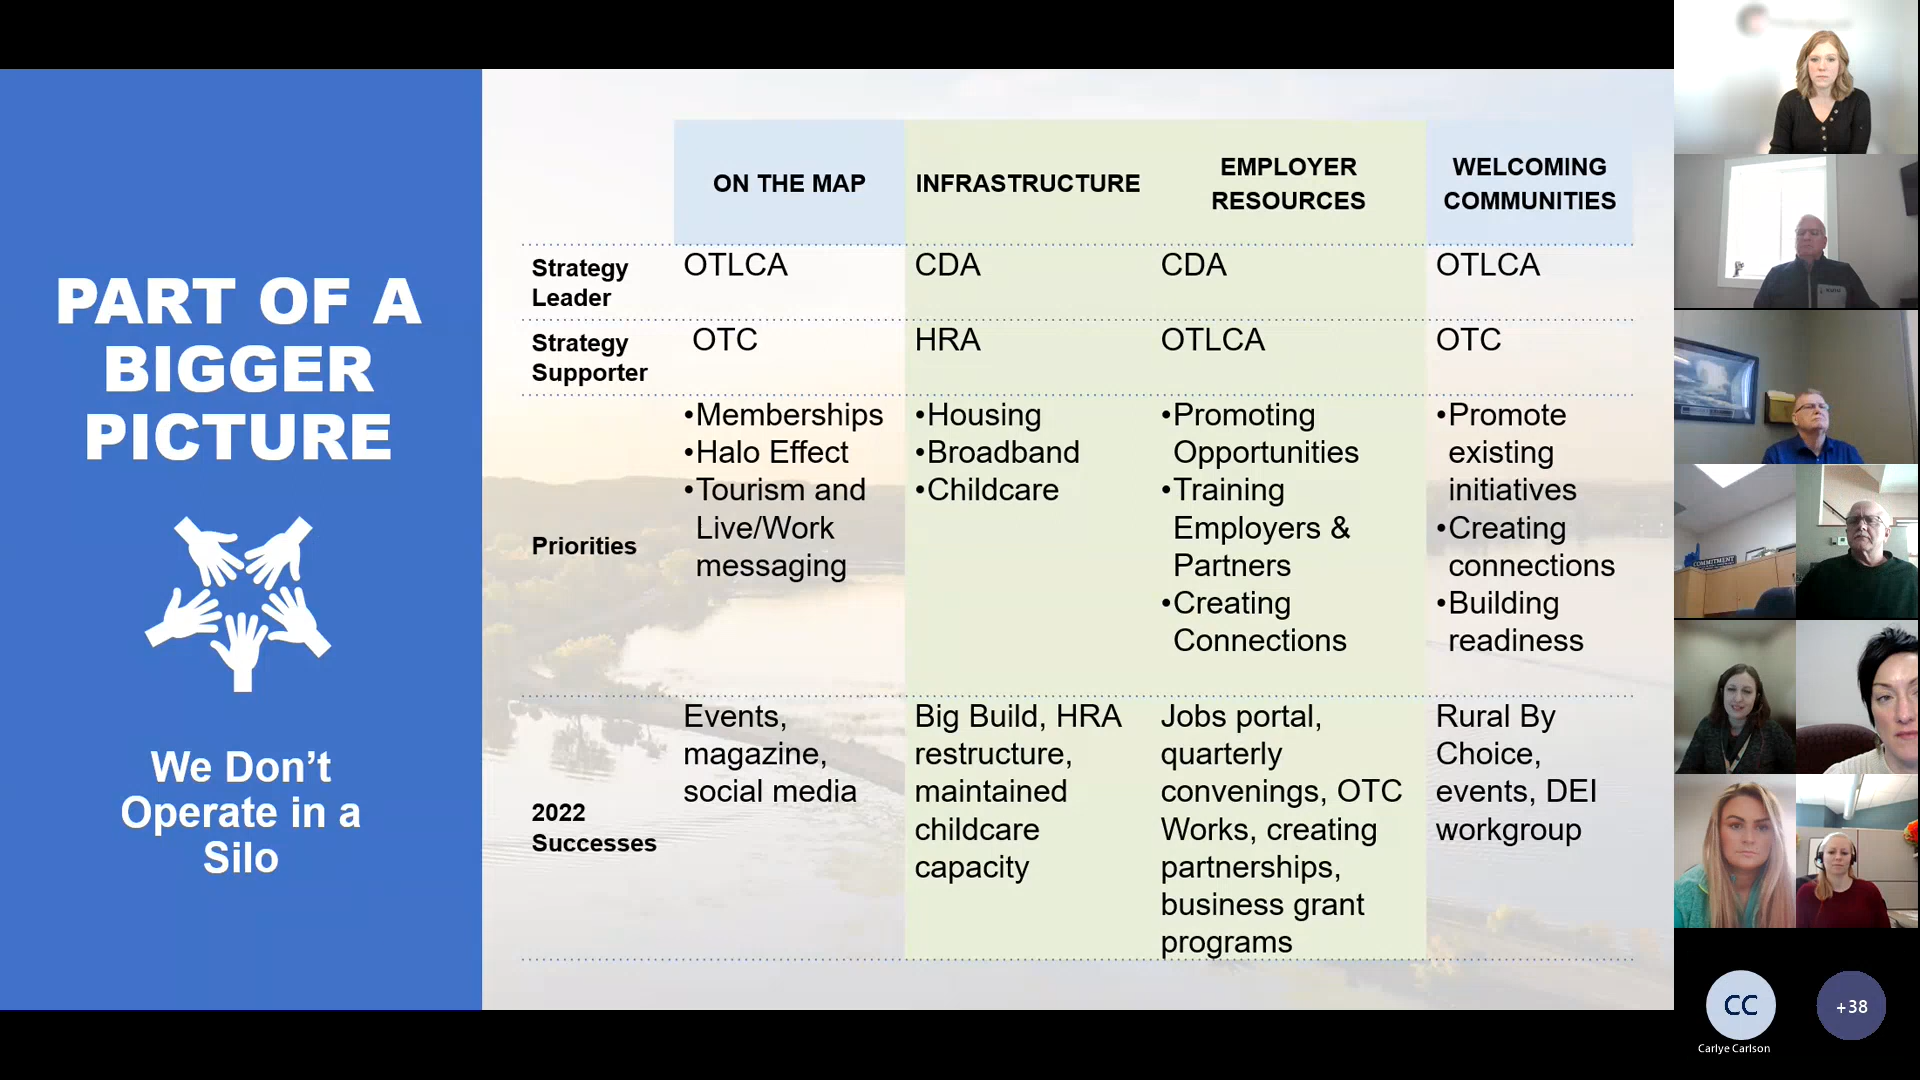 PART OF A
BIGGER
PICTURE
We Don’t
Operate in a
Silo
ON THE MAP
INFRASTRUCTURE
EMPLOYER
RESOURCES
WELCOMING
COMMUNITIES
Strategy
Leader
OTLCA
CDA
CDA
OTLCA
Strategy
Supporter
OTC
HRA
OTLCA
OTC
Priorities
•Memberships
•Halo Effect
•Tourism and
Live/Work
messaging
•Housing
•Broadband
•Childcare
•Promoting
Opportunities
•Training
Employers &
Partners
•Creating
Connections
•Promote
existing
initiatives
•Creating
connections
•Building
readiness
2022
Successes
Events,
magazine,
social media
Big Build, HRA
restructure,
maintained
childcare
capacity
Jobs portal,
quarterly
convenings, OTC
Works, creating
partnerships,
business grant
programs
Rural By
Choice,
events, DEI
workgroup
COMMITMENT
CC
Carlye Carlson
+38